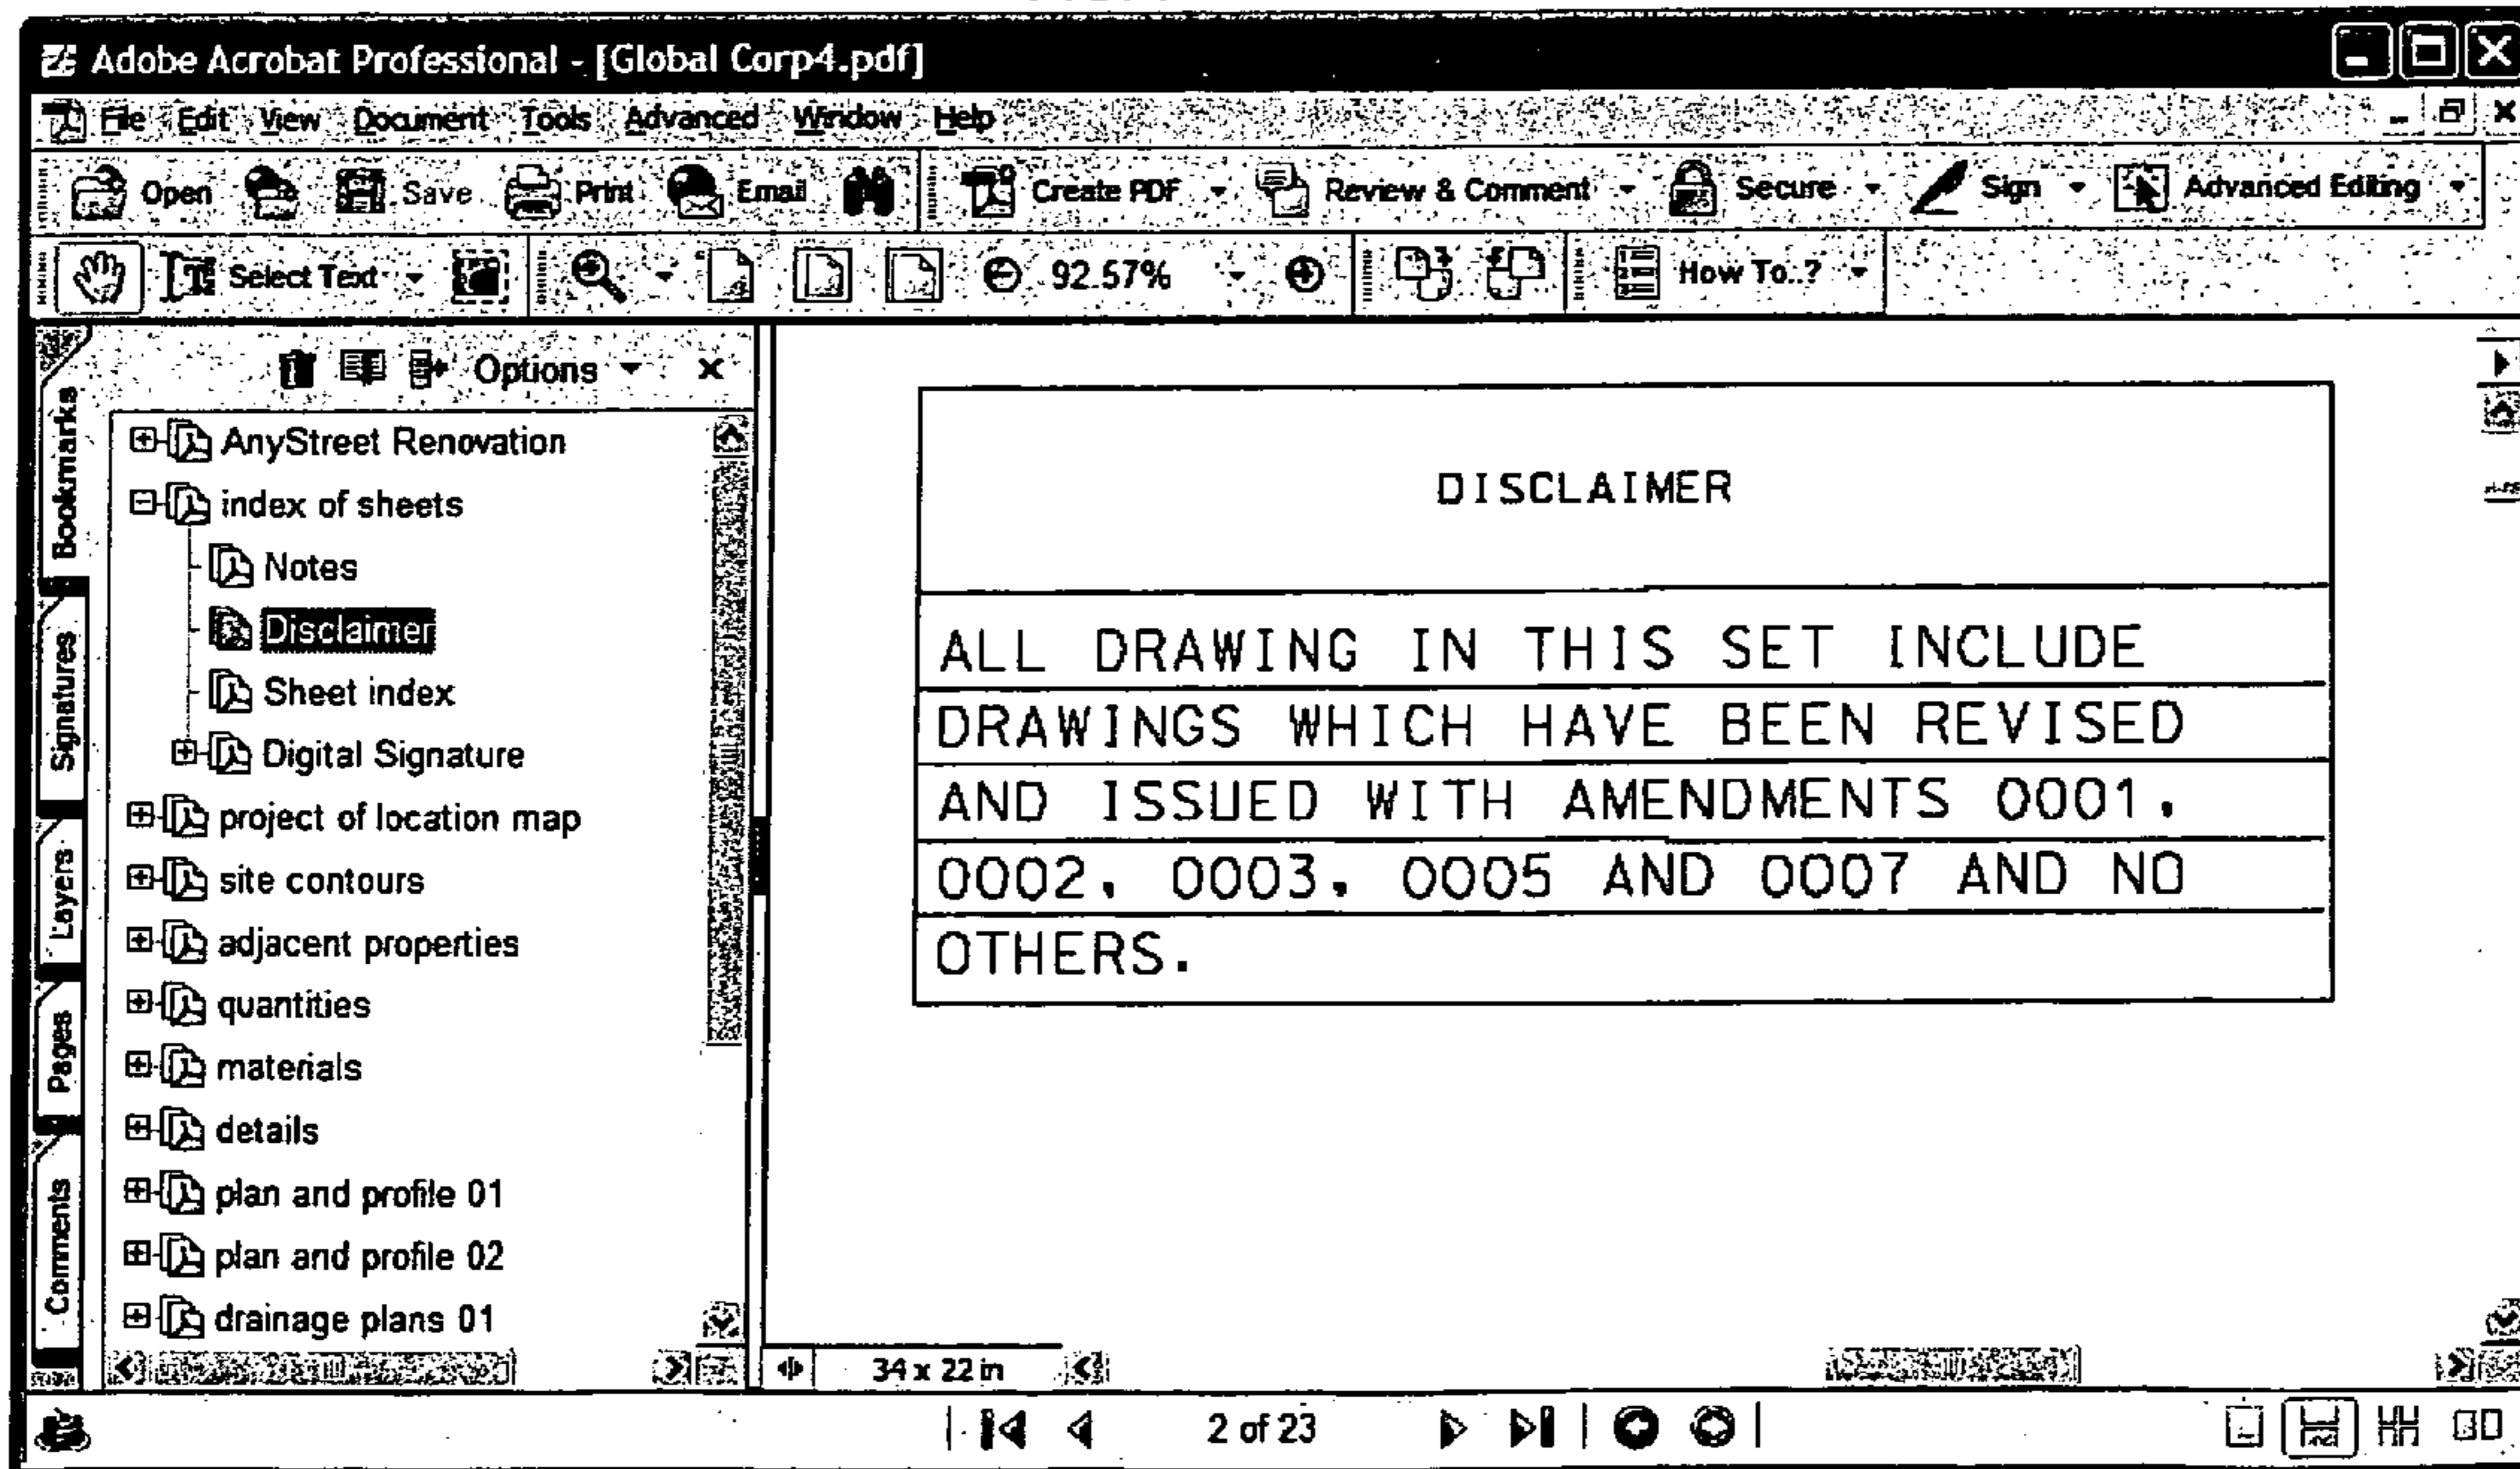 Adobe Acrobat Professional - [Global Corp4.pdf]
File Edit View Document Tools Advanced Window Help
Open Save Print Email Create PDF Review & Comment Secure Sign Advanced Editing
Select Text 92.57% How To..?
Bookmarks
Signatures
Layers
Pages
Comments
Options
AnyStreet Renovation
index of sheets
Notes
Disclaimer
Sheet index
Digital Signature
project of location map
site contours
adjacent properties
quantities
materials
details
plan and profile 01
plan and profile 02
drainage plans 01
DISCLAIMER
ALL DRAWING IN THIS SET INCLUDE
DRAWINGS WHICH HAVE BEEN REVISED
AND ISSUED WITH AMENDMENTS 0001,
0002, 0003, 0005 AND 0007 AND NO
OTHERS.
34 x 22 in
2 of 23